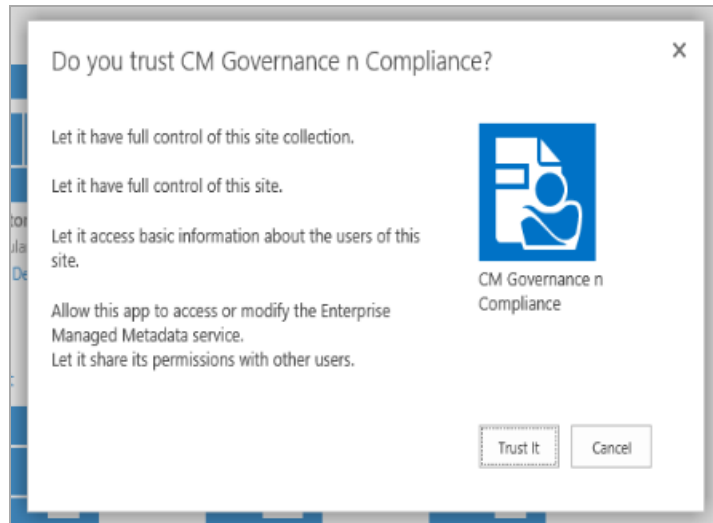 Do you trust CM Governance n Compliance?
x
Let it have full control of this site collection.
Let it have full control of this site.
Let it access basic information about the users of this
site.
Allow this app to access or modify the Enterprise
Managed Metadata service.
Let it share its permissions with other users.
CM Governance n
Compliance
Trust It
Cancel
tor
ula
De